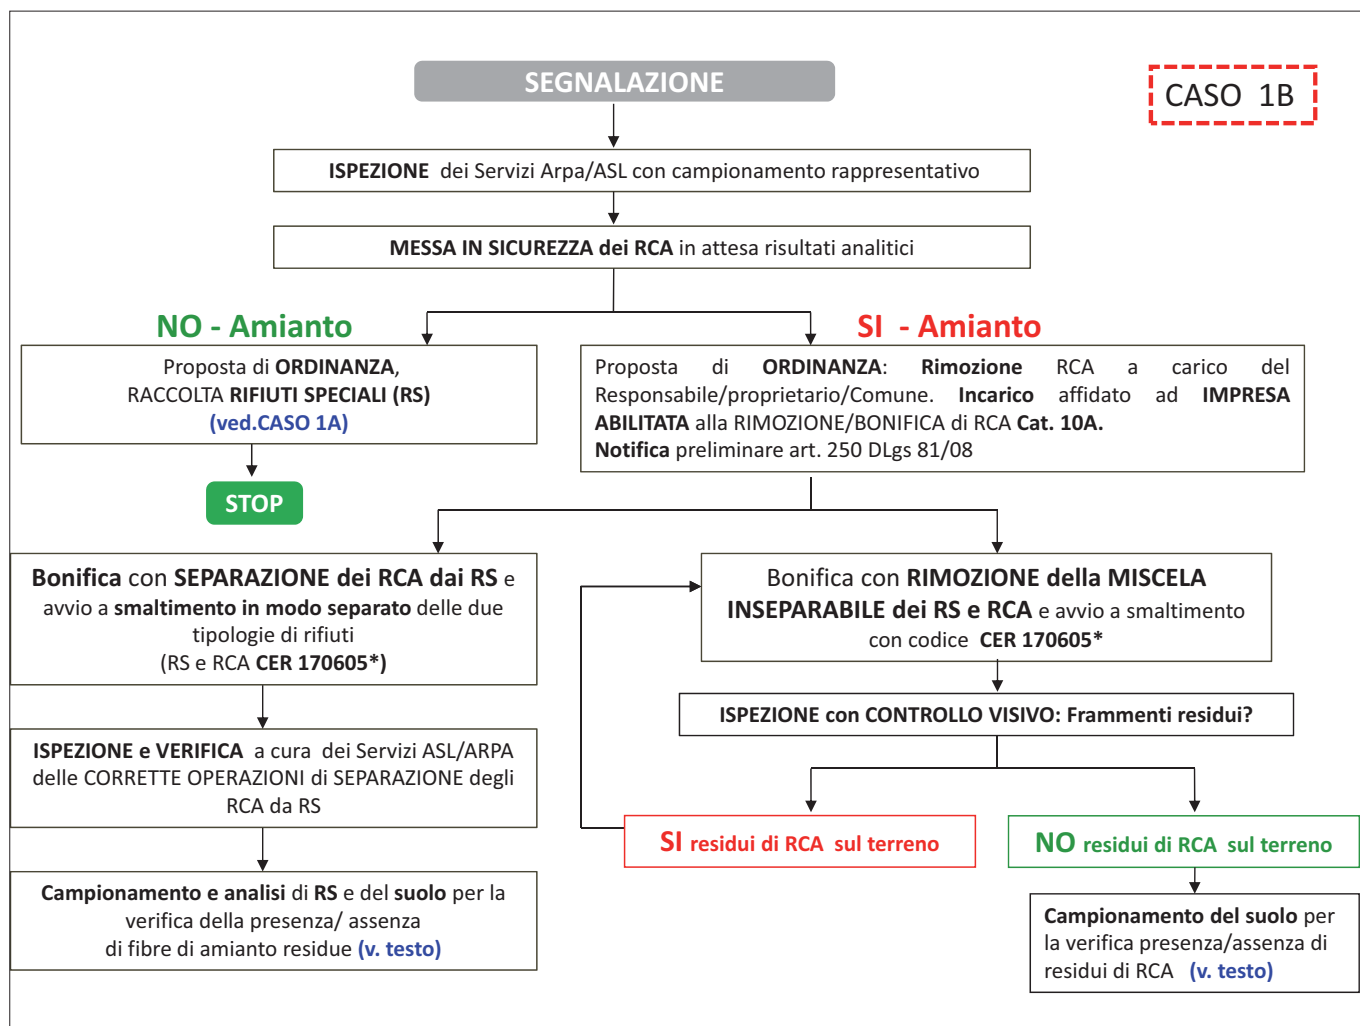 SEGNALAZIONE
CASO 1B
ISPEZIONE dei Servizi Arpa/ASL con campionamento rappresentativo
MESSA IN SICUREZZA dei RCA in attesa risultati analitici
NO - Amianto
SI - Amianto
Proposta di ORDINANZA,
RACCOLTA RIFIUTI SPECIALI (RS)
(ved.CASO 1A)
Proposta di ORDINANZA: Rimozione RCA a carico del
Responsabile/proprietario/Comune. Incarico affidato ad IMPRESA
ABILITATA alla RIMOZIONE/BONIFICA di RCA Cat. 10A.
Notifica preliminare art. 250 DLgs 81/08
STOP
Bonifica con SEPARAZIONE dei RCA dai RS e
avvio a smaltimento in modo separato delle due
tipologie di rifiuti
(RS e RCA CER 170605*)
Bonifica con RIMOZIONE della MISCELA
INSEPARABILE dei RS e RCA e avvio a smaltimento
con codice CER 170605*
ISPEZIONE con CONTROLLO VISIVO: Frammenti residui?
ISPEZIONE e VERIFICA a cura dei Servizi ASL/ARPA
delle CORRETTE OPERAZIONI di SEPARAZIONE degli
RCA da RS
SI residui di RCA sul terreno
NO residui di RCA sul terreno
Campionamento e analisi di RS e del suolo per la
verifica della presenza/ assenza
di fibre di amianto residue (v. testo)
Campionamento del suolo per
la verifica presenza/assenza di
residui di RCA (v. testo)